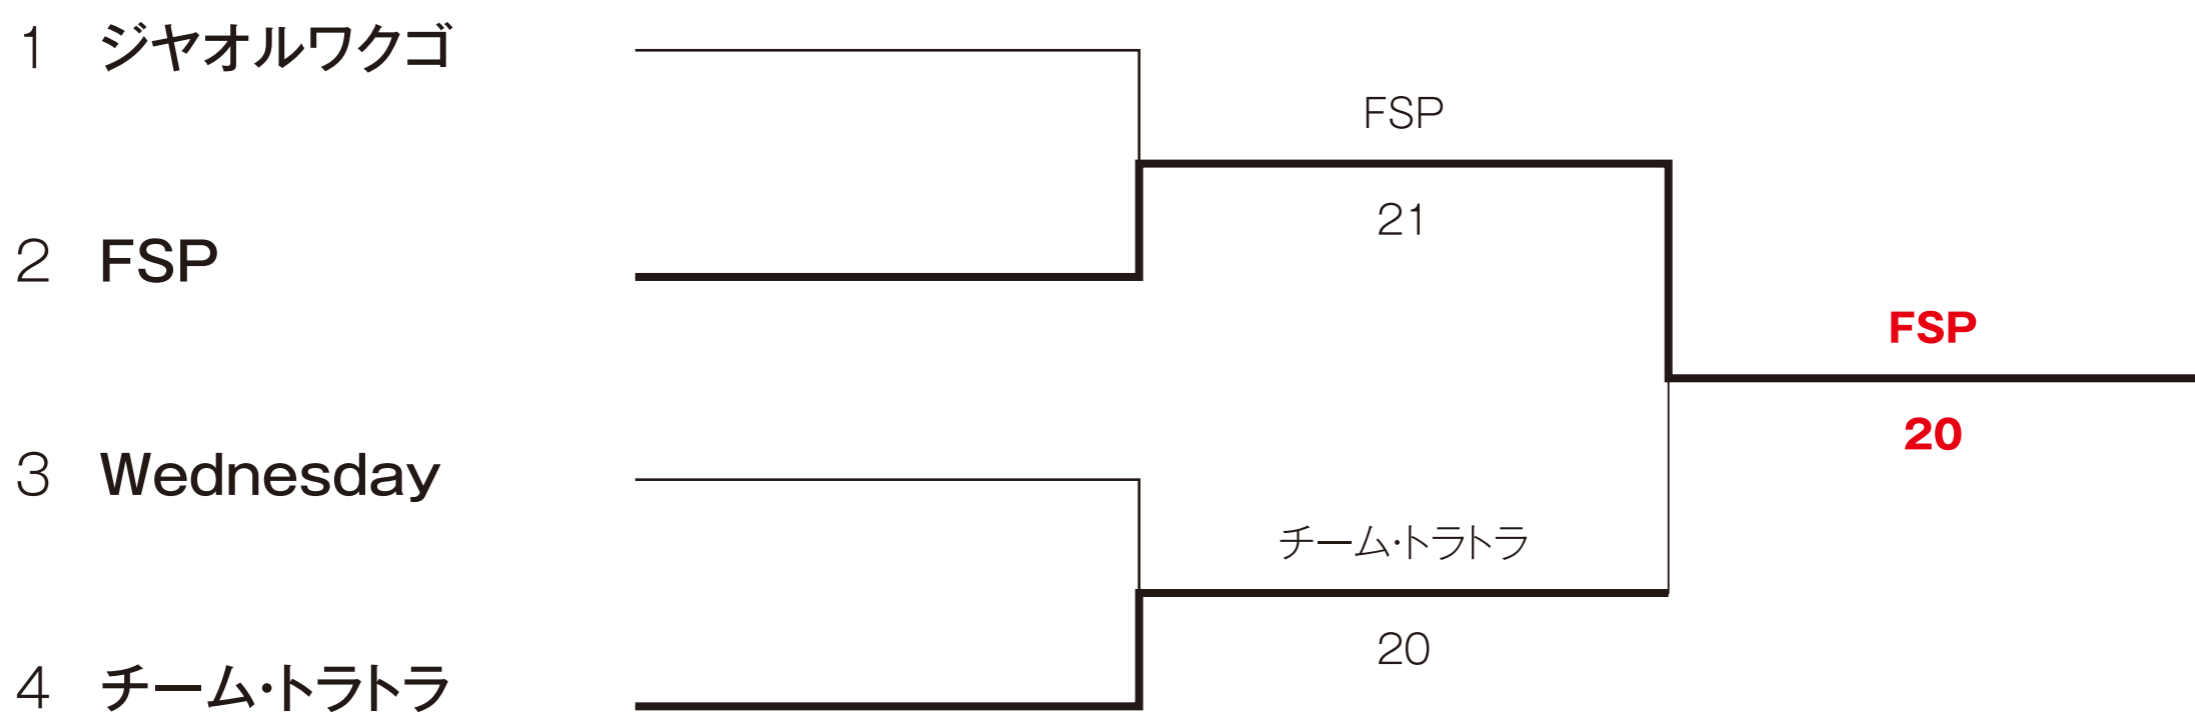 1 ジヤオルワクゴ
2 FSP
3 Wednesday
4 チーム・トラトラ
FSP
21
チーム・トラトラ
20
FSP
20